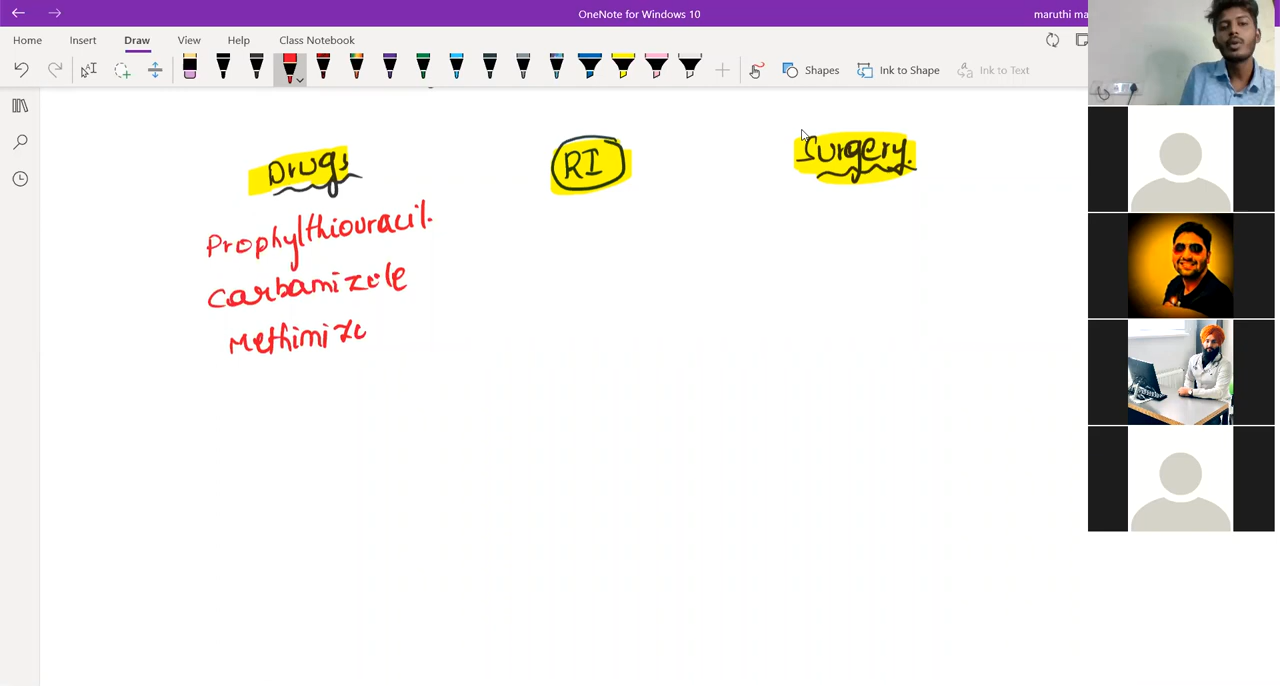 OneNote for Windows 10
maruthi ma
Home Insert Draw View Help Class Notebook
Shapes Ink to Shape Ink to Text
Drugs RI Surgery.
Prophylthiouracil.
Carbamizole
Methimizo